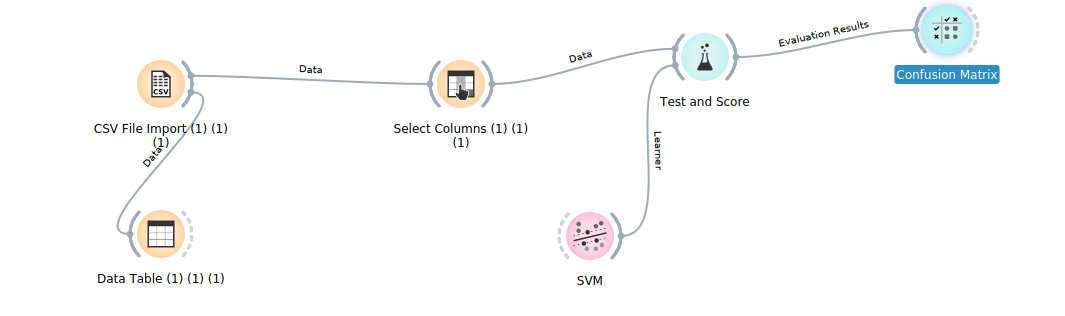 Evaluation Results
Confusion Matrix
Data
Data
Test and Score
CSV
CSV File Import (1) (1)
(1)
Select Columns (1) (1)
(1)
Data
Learner
Data Table (1) (1) (1)
SVM